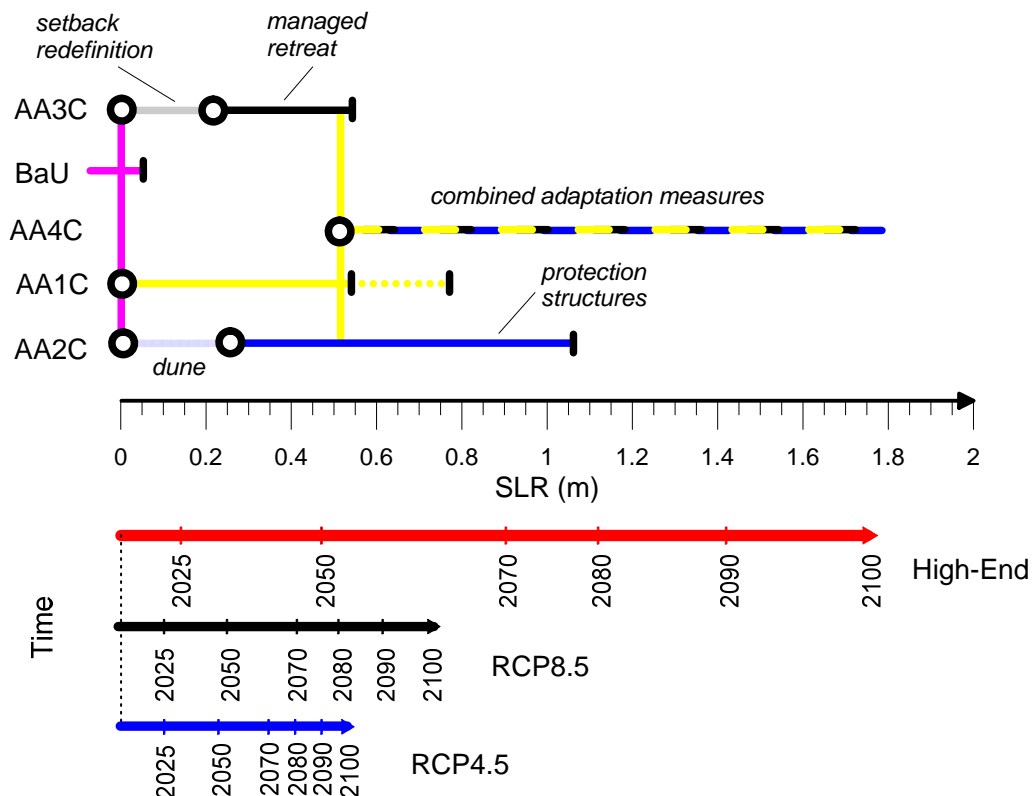 setback
redefinition
managed
retreat
AA3C
BaU
AA4C
combined adaptation measures
AA1C
protection
structures
AA2C
dune
0 0.2 0.4 0.6 0.8 1 1.2 1.4 1.6 1.8 2
SLR (m)
2025 2050 2070 2080 2090 2100
High-End
Time
2025 2050 2070 2080 2090 2100
RCP8.5
2025 2050 2070 2080 2090 2100
RCP4.5